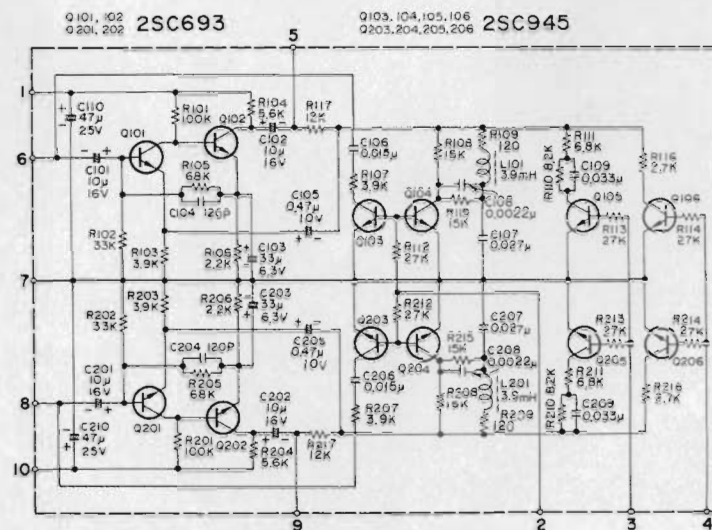 Q101, 102 2SC693
Q201, 202
Q103, 104, 105, 106 2SC945
Q203, 204, 205, 206
5
1
C110
47μ
25V
R101
100K
Q102
R104
5.6K
R117
12K
C102
10μ
16V
Q101
6
C101
10μ
16V
R105
68K
C104 120P
C105
0.47μ
10V
R102
33K
R103
3.9K
R106
2.2K
C103
33μ
6.3V
C106
0.015μ
R107
3.9K
Q103
R108
15K
Q104
R109
120
L101
3.9mH
R119
15K
C108
0.0022μ
C107
0.027μ
R112
27K
R110 8.2K
R111
6.8K
C109
0.033μ
Q105
R113
27K
R116
2.7K
Q106
R114
27K
7
R202
33K
R203
3.9K
R206
2.2K
C203
33μ
6.3V
C204 120P
R205
68K
C205
0.47μ
10V
C201
10μ
16V
8
Q201
C210
47μ
25V
R201
100K
Q202
C202
10μ
16V
R204
5.6K
R217
12K
10
Q203
R212
27K
C206
0.015μ
R207
3.9K
Q204
R215
15K
C207
0.027μ
C208
0.0022μ
R208
15K
L201
3.9mH
R209
120
R213
27K
Q205
R211
6.8K
R210 8.2K
C209
0.033μ
R214
27K
Q206
R216
2.7K
9
2
3
4